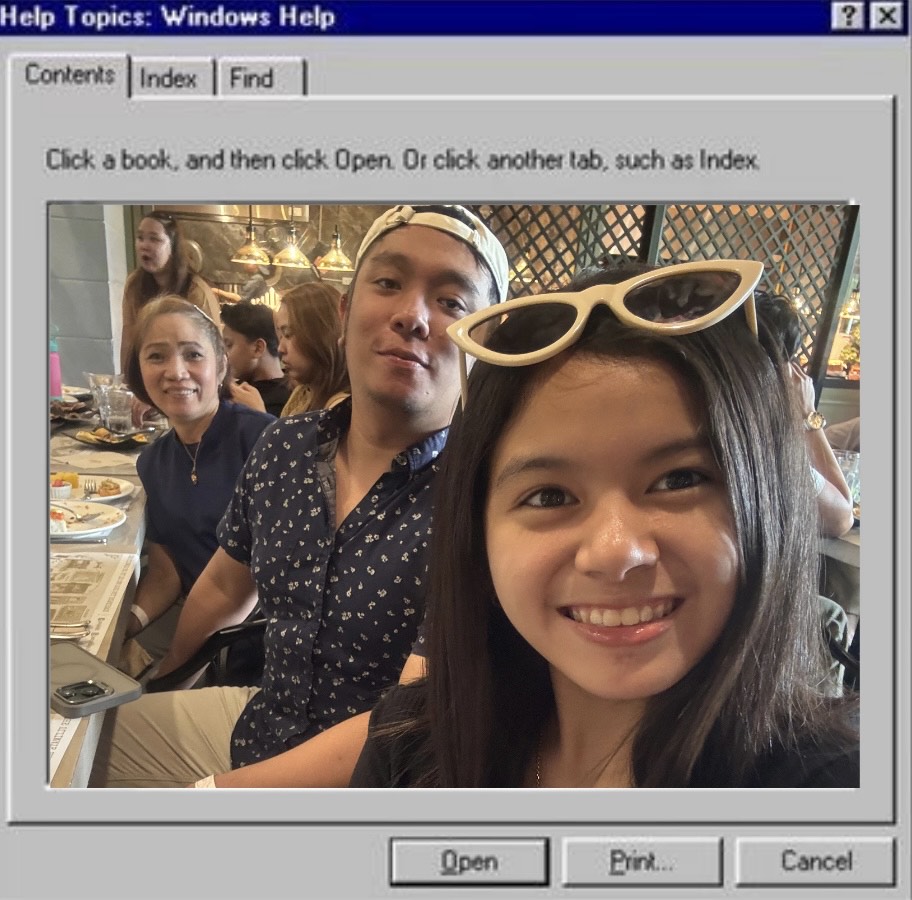 Help Topics: Windows Help
Contents
Index
Find
Click a book, and then click Open. Or click another tab, such as Index.
Open
Print...
Cancel